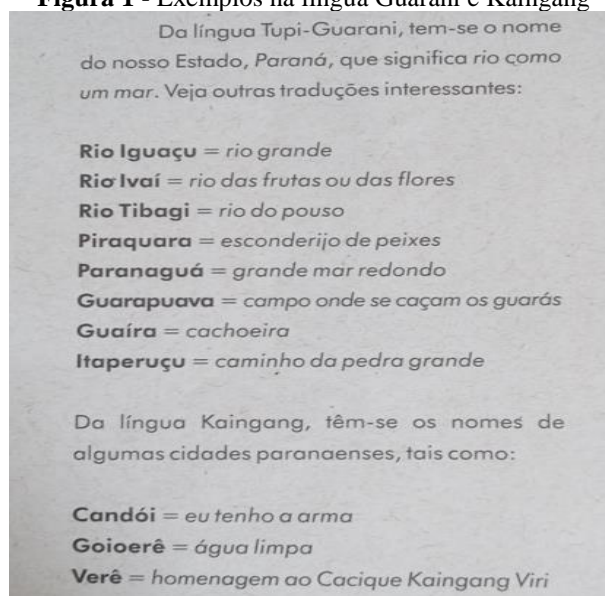 Figura 1 - Exemplos na língua Guarani e Kaingang
Da língua Tupi-Guarani, tem-se o nome
do nosso Estado, Paraná, que significa rio como
um mar. Veja outras traduções interessantes:
Rio Iguaçu = rio grande
Rio Ivaí = rio das frutas ou das flores
Rio Tibagi = rio do pouso
Piraquara = esconderijo de peixes
Paranaguá = grande mar redondo
Guarapuava = campo onde se caçam os guarás
Guaíra = cachoeira
Itaperuçu = caminho da pedra grande
Da língua Kaingang, têm-se os nomes de
algumas cidades paranaenses, tais como:
Candói = eu tenho a arma
Goioerê = água limpa
Verê = homenagem ao Cacique Kaingang Viri